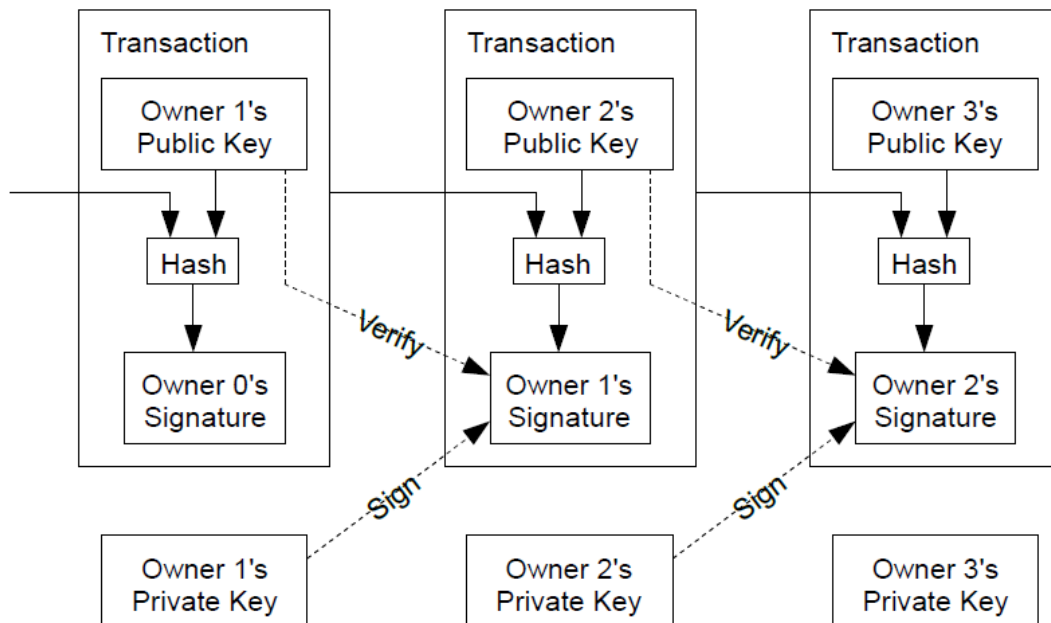 Transaction
Transaction
Transaction
Owner 1's
Public Key
Owner 2's
Public Key
Owner 3's
Public Key
Hash
Hash
Hash
Verify
Verify
Owner 0's
Signature
Owner 1's
Signature
Owner 2's
Signature
Sign
Sign
Owner 1's
Private Key
Owner 2's
Private Key
Owner 3's
Private Key